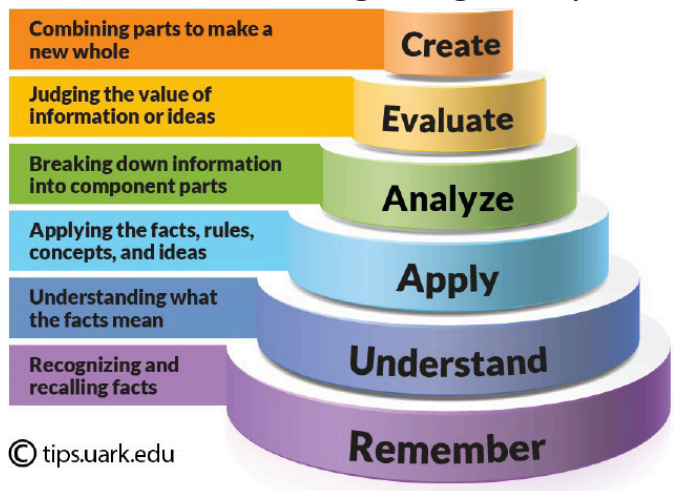 Combining parts to make a
new whole
Create
Judging the value of
information or ideas
Evaluate
Breaking down information
into component parts
Analyze
Applying the facts, rules,
concepts, and ideas
Apply
Understanding what
the facts mean
Understand
Recognizing and
recalling facts
Remember
© tips.uark.edu